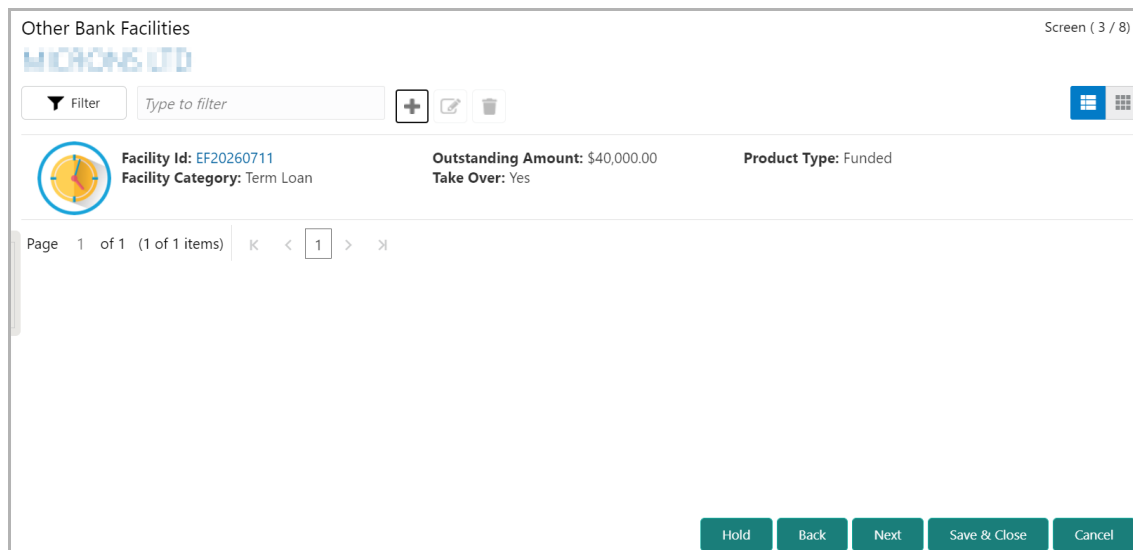 Other Bank Facilities
Screen ( 3 / 8)
MICRONS LTD
Filter
Type to filter
Facility Id: EF20260711
Outstanding Amount: $40,000.00
Product Type: Funded
Facility Category: Term Loan
Take Over: Yes
Page 1 of 1 (1 of 1 items) K < 1 > >|
Hold
Back
Next
Save & Close
Cancel